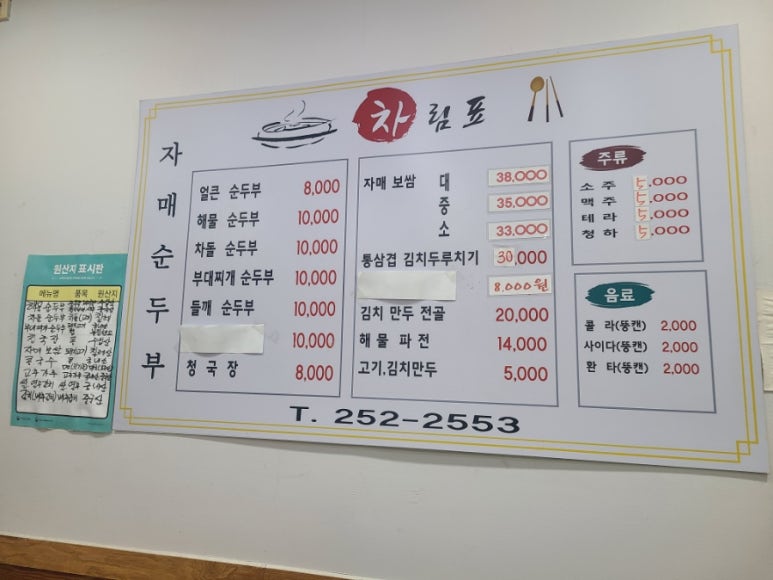 차림표
자매순두부
얼큰 순두부 8,000
해물 순두부 10,000
차돌 순두부 10,000
부대찌개 순두부 10,000
들깨 순두부 10,000
10,000
청국장 8,000
자매 보쌈 대 38,000
중 35,000
소 33,000
통삼겹 김치두루치기 30,000
8,000원
김치 만두 전골 20,000
해물 파전 14,000
고기,김치만두 5,000
주류
소주 5,000
맥주 5,000
테라 5,000
청하 5,000
음료
콜라(뚱캔) 2,000
사이다(뚱캔) 2,000
환타(뚱캔) 2,000
T. 252-2553
원산지 표시판
메뉴명 품목 원산지